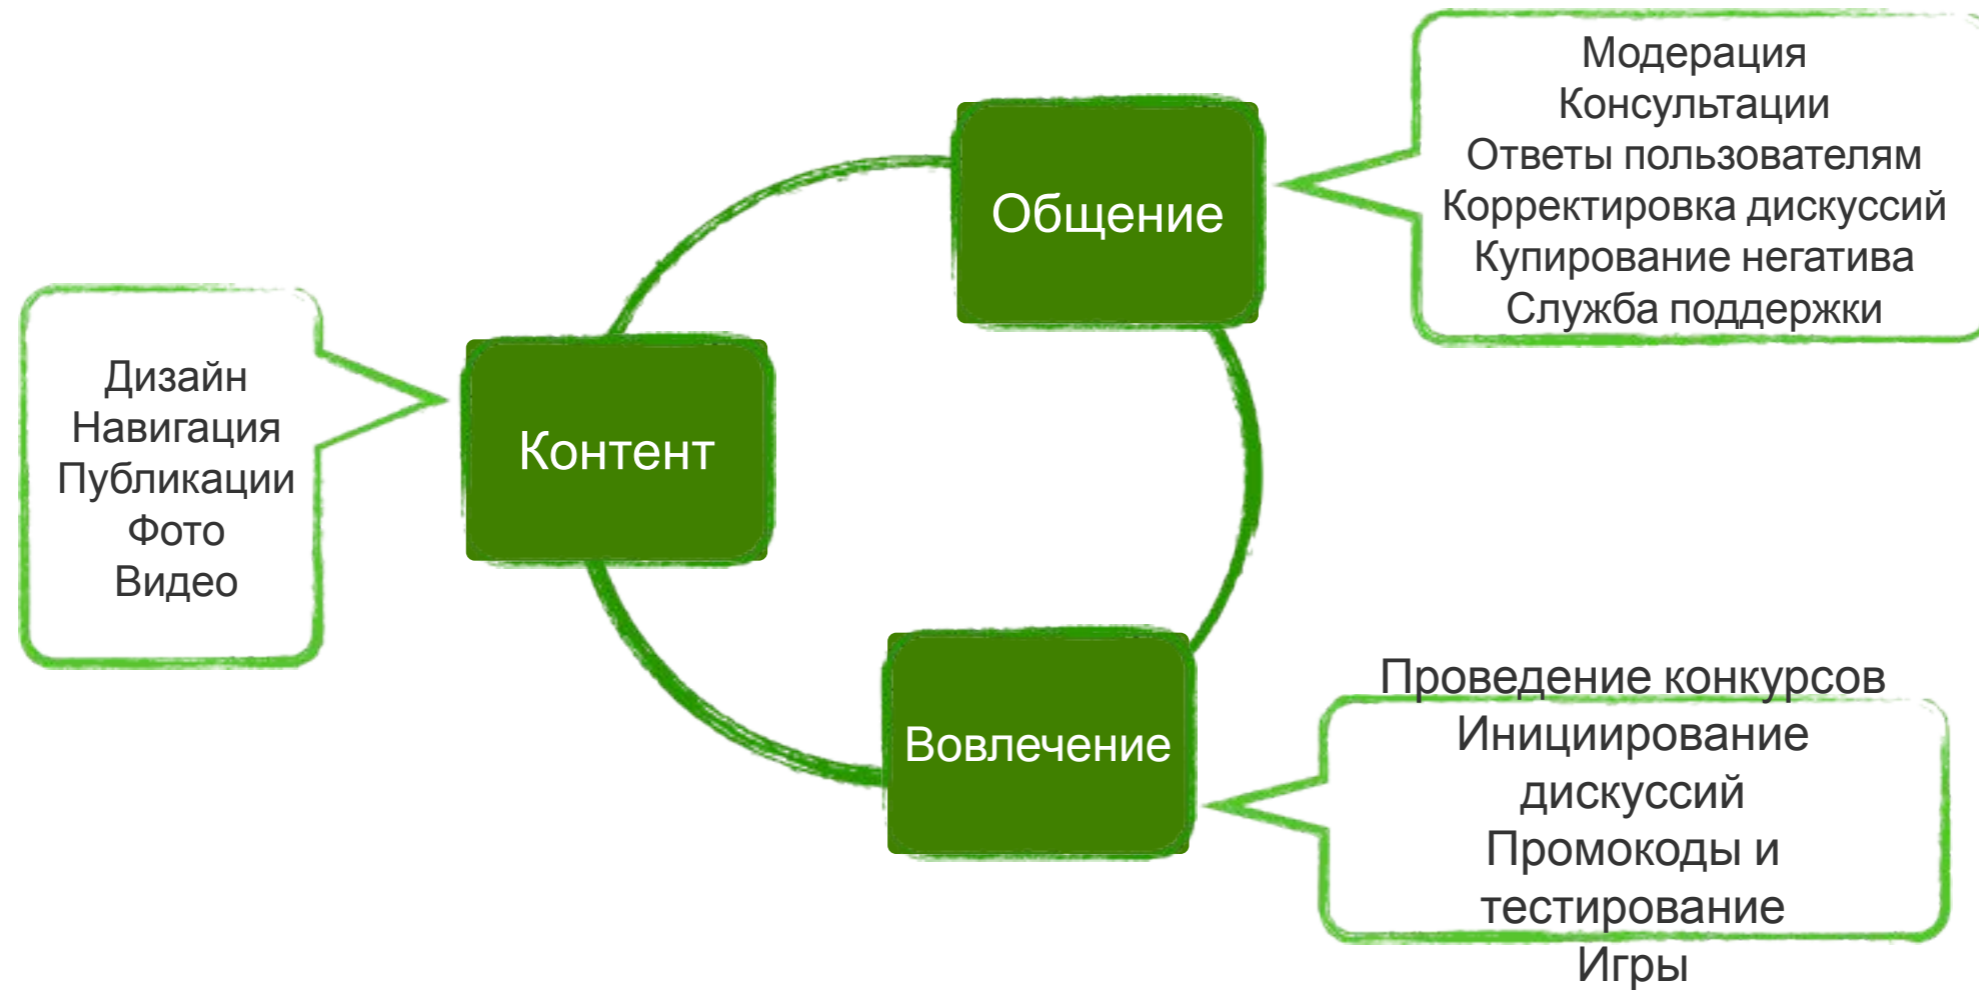 Модерация
Консультации
Ответы пользователям
Корректировка дискуссий
Купирование негатива
Служба поддержки
Общение
Дизайн
Навигация
Публикации
Фото
Видео
Контент
Вовлечение
Проведение конкурсов
Инициирование
дискуссий
Промокоды и
тестирование
Игры